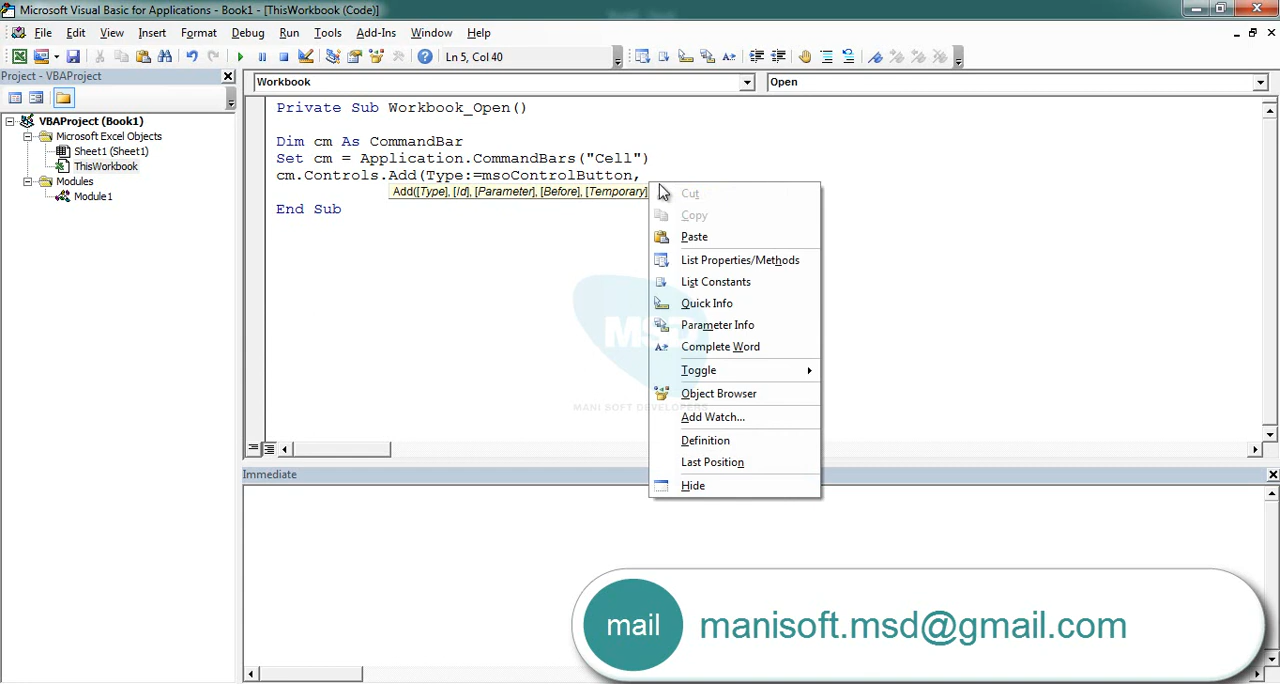 Microsoft Visual Basic for Applications - Book1 - [ThisWorkbook (Code)]
File Edit View Insert Format Debug Run Tools Add-Ins Window Help
Ln 5, Col 40
Project - VBAProject
VBAProject (Book1)
Microsoft Excel Objects
Sheet1 (Sheet1)
ThisWorkbook
Modules
Module1
Workbook
Open
Private Sub Workbook_Open()
Dim cm As CommandBar
Set cm = Application.CommandBars("Cell")
cm.Controls.Add(Type:=msoControlButton,
Add([Type], [Id], [Parameter], [Before], [Temporary]
End Sub
Cut
Copy
Paste
List Properties/Methods
List Constants
Quick Info
Parameter Info
Complete Word
Toggle
Object Browser
Add Watch...
Definition
Last Position
Hide
MSD
MANI SOFT DEVELOPERS
Immediate
mail
manisoft.msd@gmail.com